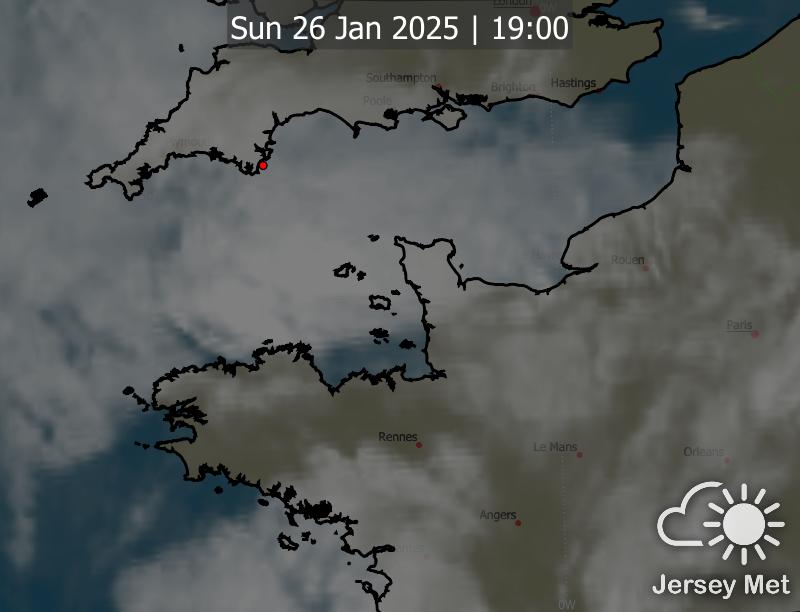 London
0W
Sun 26 Jan 2025 | 19:00
Southampton
Brighton
Hastings
Poole
Rouen
Paris
Rennes
Le Mans
Orleans
Angers
0W
Jersey Met